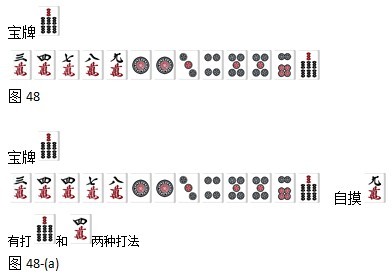 宝牌
三萬 四萬 七萬 八萬 九萬
图 48
宝牌
三萬 四萬 四萬 七萬 八萬 自摸 九萬
有打 和 四萬 两种打法
图 48-(a)